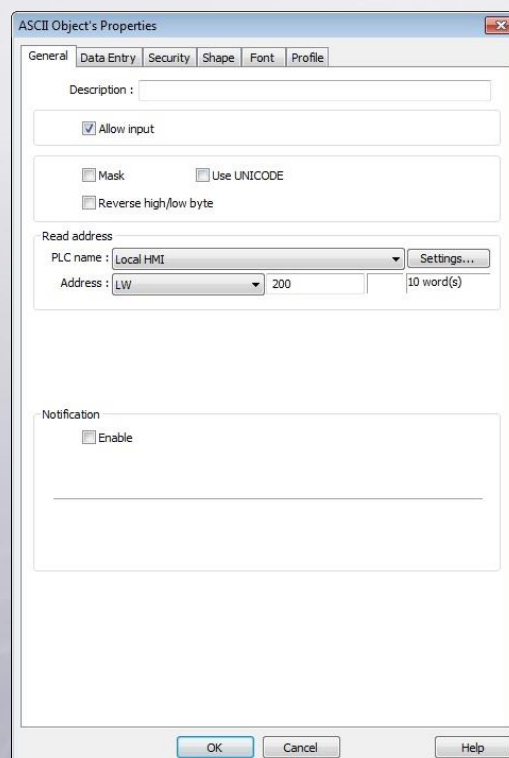 ASCII Object's Properties
General Data Entry Security Shape Font Profile
Description :
Allow input
Mask Use UNICODE
Reverse high/low byte
Read address
PLC name : Local HMI Settings...
Address : LW 200 10 word(s)
Notification
Enable
OK Cancel Help